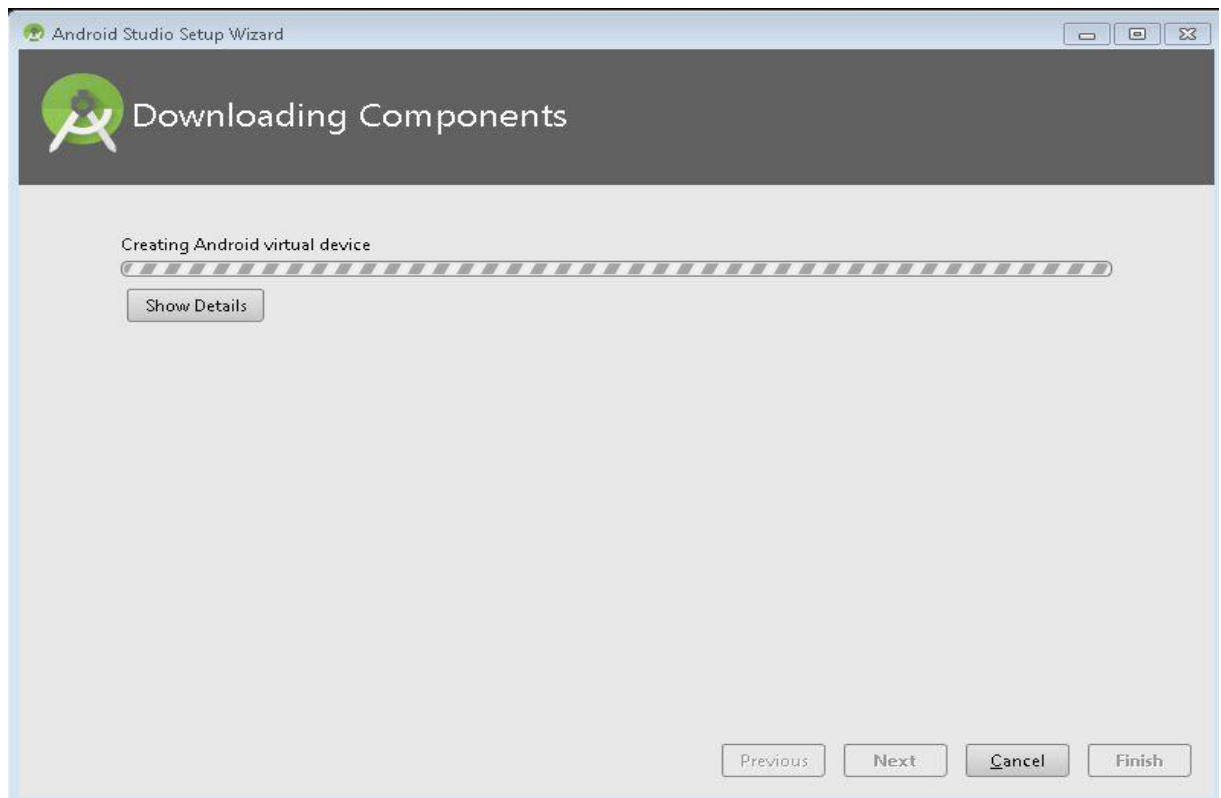 Android Studio Setup Wizard
Downloading Components
Creating Android virtual device
Show Details
Previous Next Cancel Finish